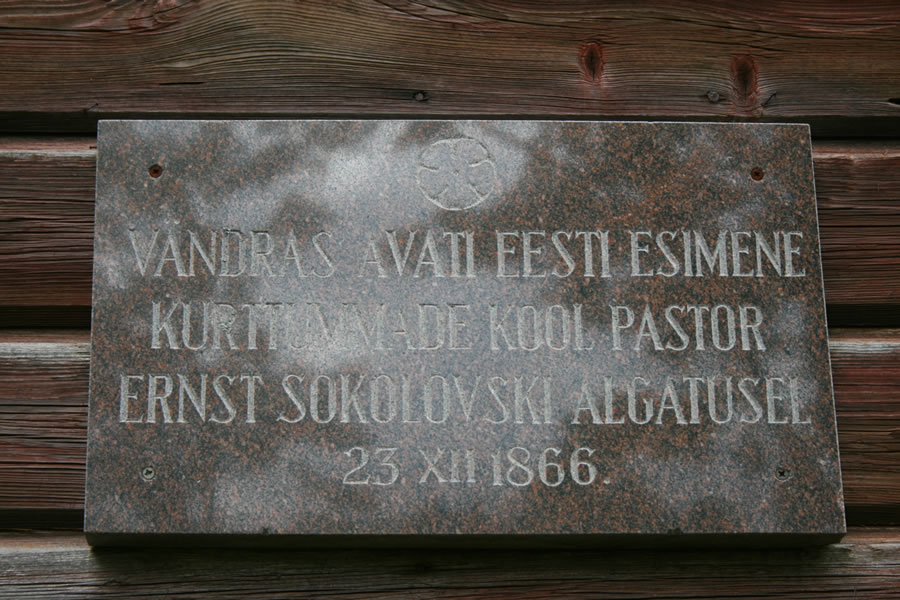 VÄNDRAS AVATI EESTI ESIMENE
KURTTUMMADE KOOL PASTOR
ERNST SOKOLOVSKI ALGATUSEL
23. XII 1866.